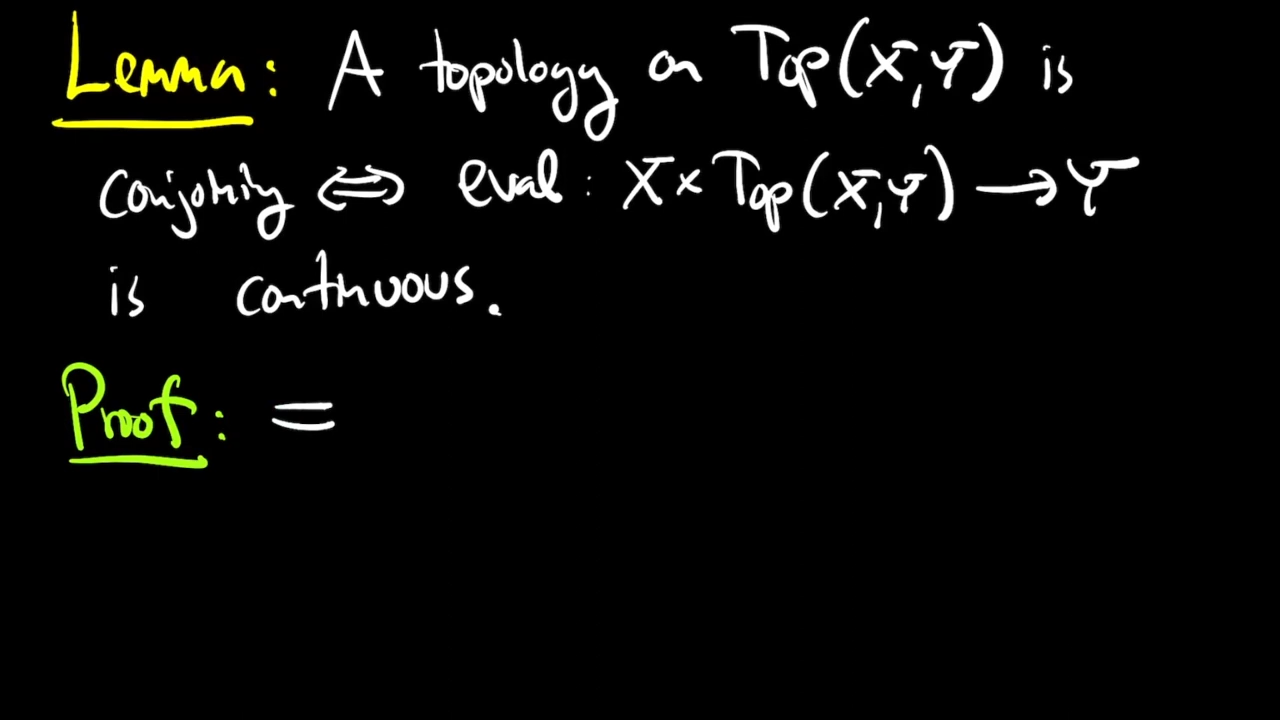 Lemma: A topology on Top(X,Y) is
conjoining ⇔ eval: X × Top(X,Y) → Y
is continuous.
Proof: =